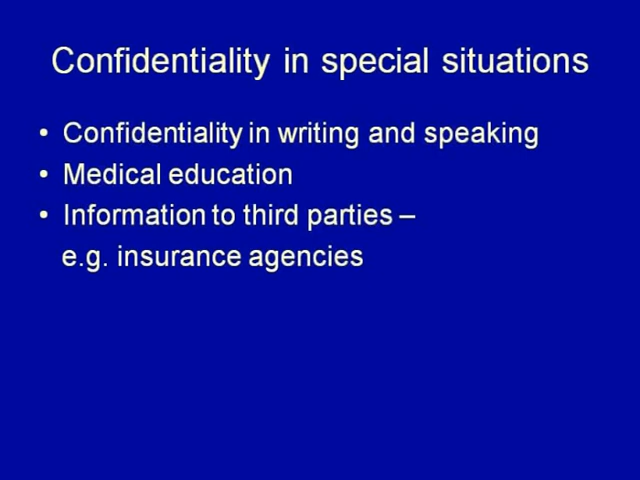 Confidentiality in special situations
• Confidentiality in writing and speaking
• Medical education
• Information to third parties –
e.g. insurance agencies